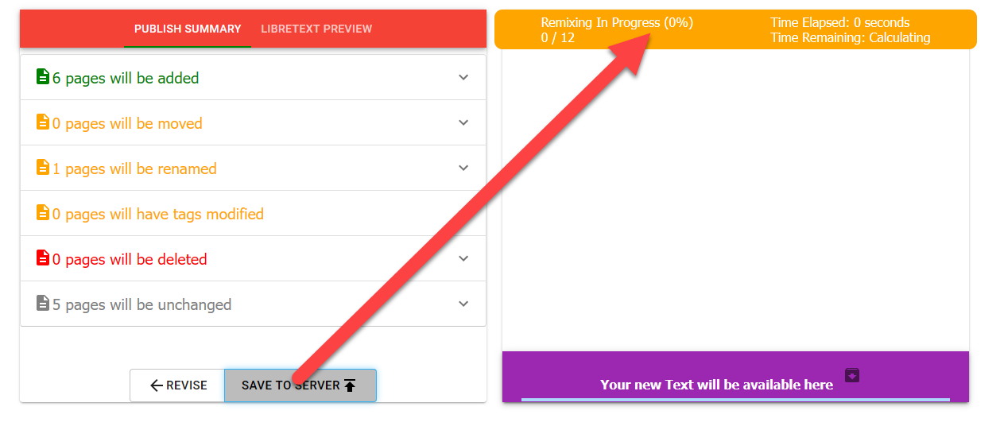 PUBLISH SUMMARY LIBRETEXT PREVIEW
6 pages will be added
0 pages will be moved
1 pages will be renamed
0 pages will have tags modified
0 pages will be deleted
5 pages will be unchanged
REVISE SAVE TO SERVER
Remixing In Progress (0%) Time Elapsed: 0 seconds
0 / 12 Time Remaining: Calculating
Your new Text will be available here